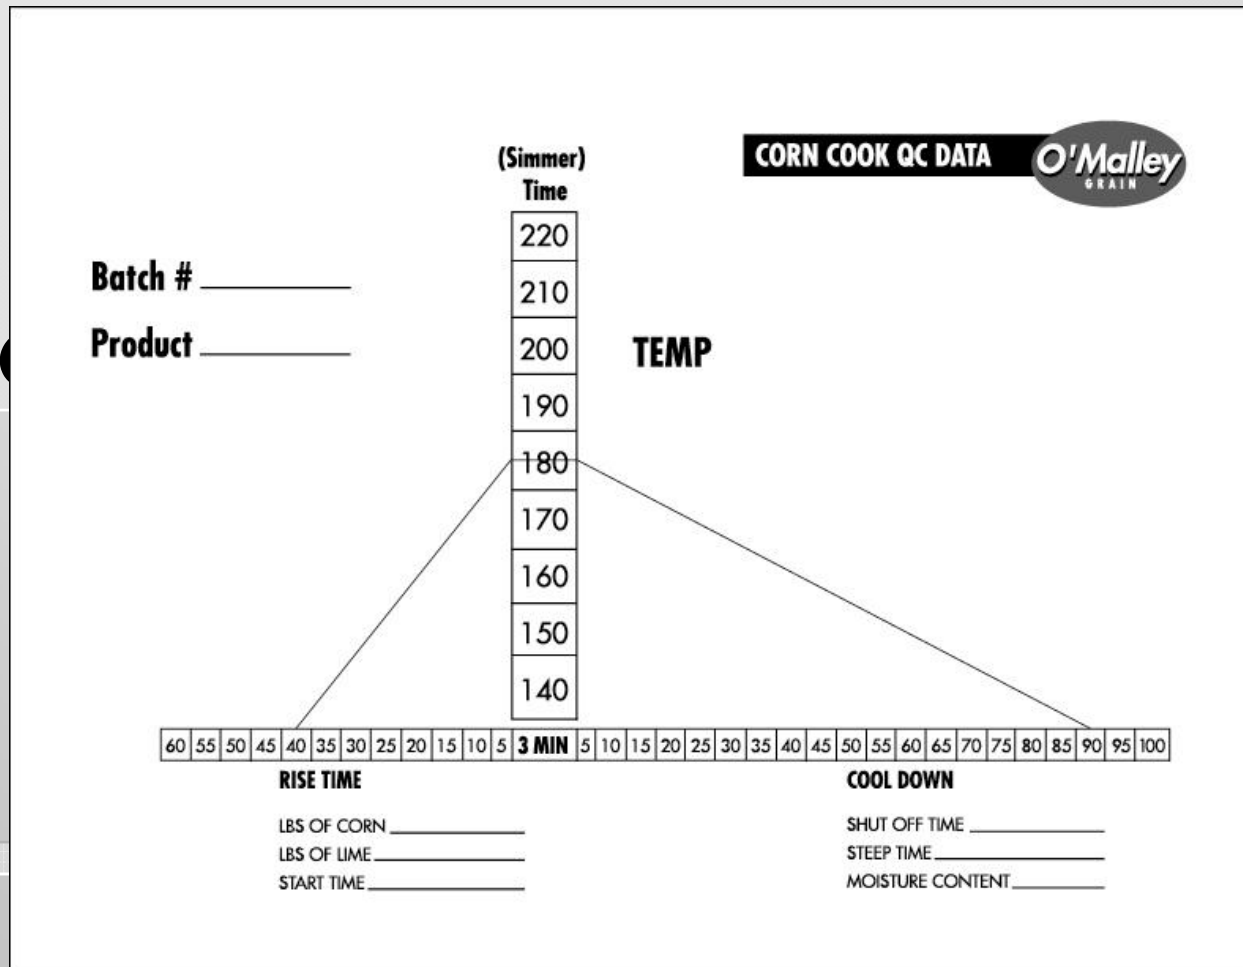 CORN COOK QC DATA
O'Malley
GRAIN
(Simmer)
Time
Batch #
Product
TEMP
220
210
200
190
180
170
160
150
140
60 55 50 45 40 35 30 25 20 15 10 5 3 MIN 5 10 15 20 25 30 35 40 45 50 55 60 65 70 75 80 85 90 95 100
RISE TIME
LBS OF CORN
LBS OF LIME
START TIME
COOL DOWN
SHUT OFF TIME
STEEP TIME
MOISTURE CONTENT